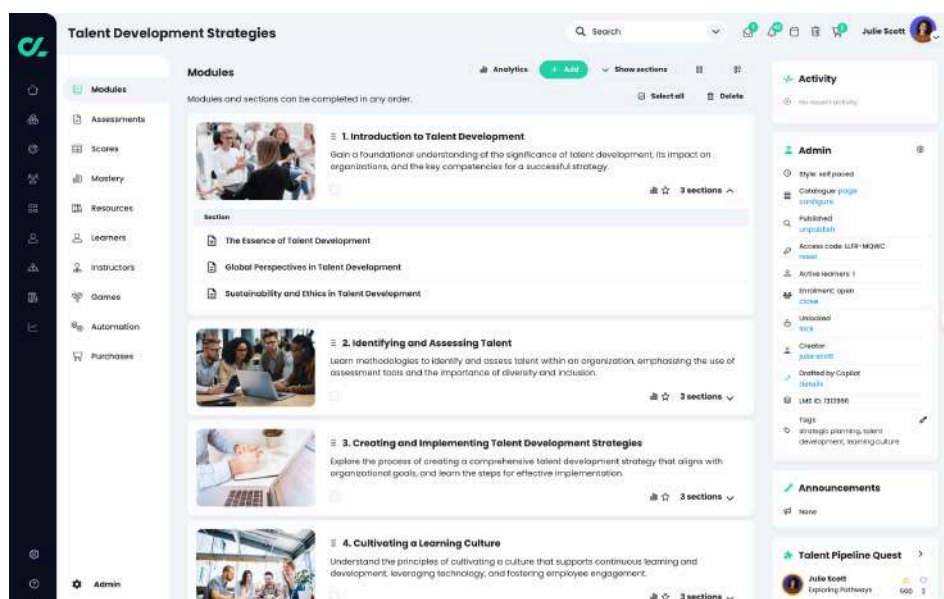 Talent Development Strategies
Search
Julie Scott
Modules
Assessments
Scores
Mastery
Resources
Learners
Instructors
Games
Automation
Purchases
Admin
Modules
Analytics
+ Add
Show sections
Modules and sections can be completed in any order.
Select all
Delete
1. Introduction to Talent Development
Gain a foundational understanding of the significance of talent development, its impact on
organizations, and the key competencies for a successful strategy.
3 sections
Section
The Essence of Talent Development
Global Perspectives in Talent Development
Sustainability and Ethics in Talent Development
2. Identifying and Assessing Talent
Learn methodologies to identify and assess talent within an organization, emphasizing the use of
assessment tools and the importance of diversity and inclusion.
3 sections
3. Creating and Implementing Talent Development Strategies
Explore the process of creating a comprehensive talent development strategy that aligns with
organizational goals, and learn the steps for effective implementation.
3 sections
4. Cultivating a Learning Culture
Understand the principles of cultivating a culture that supports continuous learning and
development, leveraging technology, and fostering employee engagement.
3 sections
Activity
No recent activity
Admin
Style: self paced
Catalogue: page
configure
Published
unpublish
Access code: LLFR-MQWC
reset
Active learners: 1
Enrolment: open
close
Unlocked
lock
Creator
julie scott
Drafted by Copilot
details
LMS ID: 1313986
Tags
strategic planning, talent
development, learning culture
Announcements
None
Talent Pipeline Quest
Julie Scott
Exploring Pathways
500